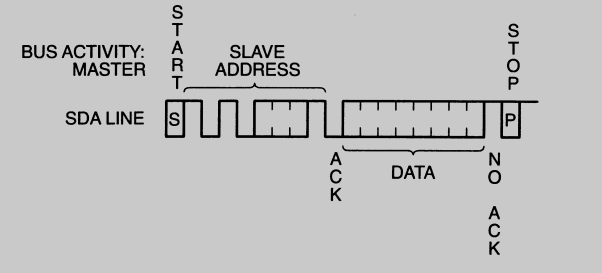 START
BUS ACTIVITY:
MASTER
SLAVE
ADDRESS
STOP
SDA LINE
S
P
ACK
DATA
NO ACK